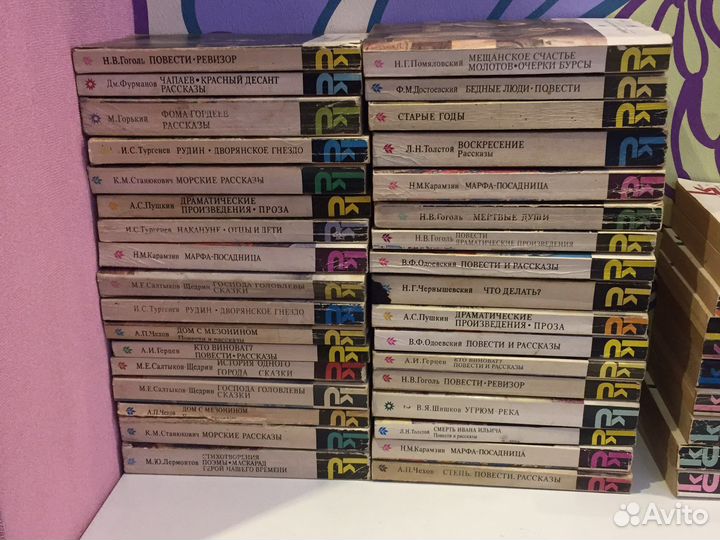 Н.В.Гоголь ПОВЕСТИ•РЕВИЗОР
Дм.Фурманов ЧАПАЕВ•КРАСНЫЙ ДЕСАНТ
РАССКАЗЫ
М.Горький ФОМА ГОРДЕЕВ
РАССКАЗЫ
И.С.Тургенев РУДИН•ДВОРЯНСКОЕ ГНЕЗДО
К.М.Станюкович МОРСКИЕ РАССКАЗЫ
А.С.Пушкин ДРАМАТИЧЕСКИЕ
ПРОИЗВЕДЕНИЯ•ПРОЗА
И.С.Тургенев НАКАНУНЕ•ОТЦЫ И ДЕТИ
Н.М.Карамзин МАРФА-ПОСАДНИЦА
М.Е.Салтыков-Щедрин ГОСПОДА ГОЛОВЛЕВЫ
СКАЗКИ
И.С.Тургенев РУДИН•ДВОРЯНСКОЕ ГНЕЗДО
А.П.Чехов ДОМ С МЕЗОНИНОМ
Повести и рассказы
А.И.Герцен КТО ВИНОВАТ?
ПОВЕСТИ•РАССКАЗЫ
М.Е.Салтыков-Щедрин ИСТОРИЯ ОДНОГО
ГОРОДА СКАЗКИ
М.Е.Салтыков-Щедрин ГОСПОДА ГОЛОВЛЕВЫ
СКАЗКИ
А.П.Чехов ДОМ С МЕЗОНИНОМ
К.М.Станюкович МОРСКИЕ РАССКАЗЫ
М.Ю.Лермонтов СТИХОТВОРЕНИЯ
ПОЭМЫ•МАСКАРАД
ГЕРОЙ НАШЕГО ВРЕМЕНИ
Н.Г.Помяловский МЕЩАНСКОЕ СЧАСТЬЕ
МОЛОТОВ•ОЧЕРКИ БУРСЫ
Ф.М.Достоевский БЕДНЫЕ ЛЮДИ•ПОВЕСТИ
СТАРЫЕ ГОДЫ
Л.Н.Толстой ВОСКРЕСЕНИЕ
Рассказы
Н.М.Карамзин МАРФА-ПОСАДНИЦА
Н.В.Гоголь МЕРТВЫЕ ДУШИ
Н.В.Гоголь ПОВЕСТИ
ДРАМАТИЧЕСКИЕ ПРОИЗВЕДЕНИЯ
В.Ф.Одоевский ПОВЕСТИ И РАССКАЗЫ
Н.Г.Чернышевский ЧТО ДЕЛАТЬ?
А.С.Пушкин ДРАМАТИЧЕСКИЕ
ПРОИЗВЕДЕНИЯ•ПРОЗА
В.Ф.Одоевский ПОВЕСТИ И РАССКАЗЫ
А.И.Герцен КТО ВИНОВАТ?
ПОВЕСТИ И РАССКАЗЫ
Н.В.Гоголь ПОВЕСТИ•РЕВИЗОР
В.Я.Шишков УГРЮМ-РЕКА
Л.Н.Толстой СМЕРТЬ ИВАНА ИЛЬИЧА
Повести и рассказы
Н.М.Карамзин МАРФА-ПОСАДНИЦА
А.П.Чехов СТЕПЬ. ПОВЕСТИ. РАССКАЗЫ
Avito